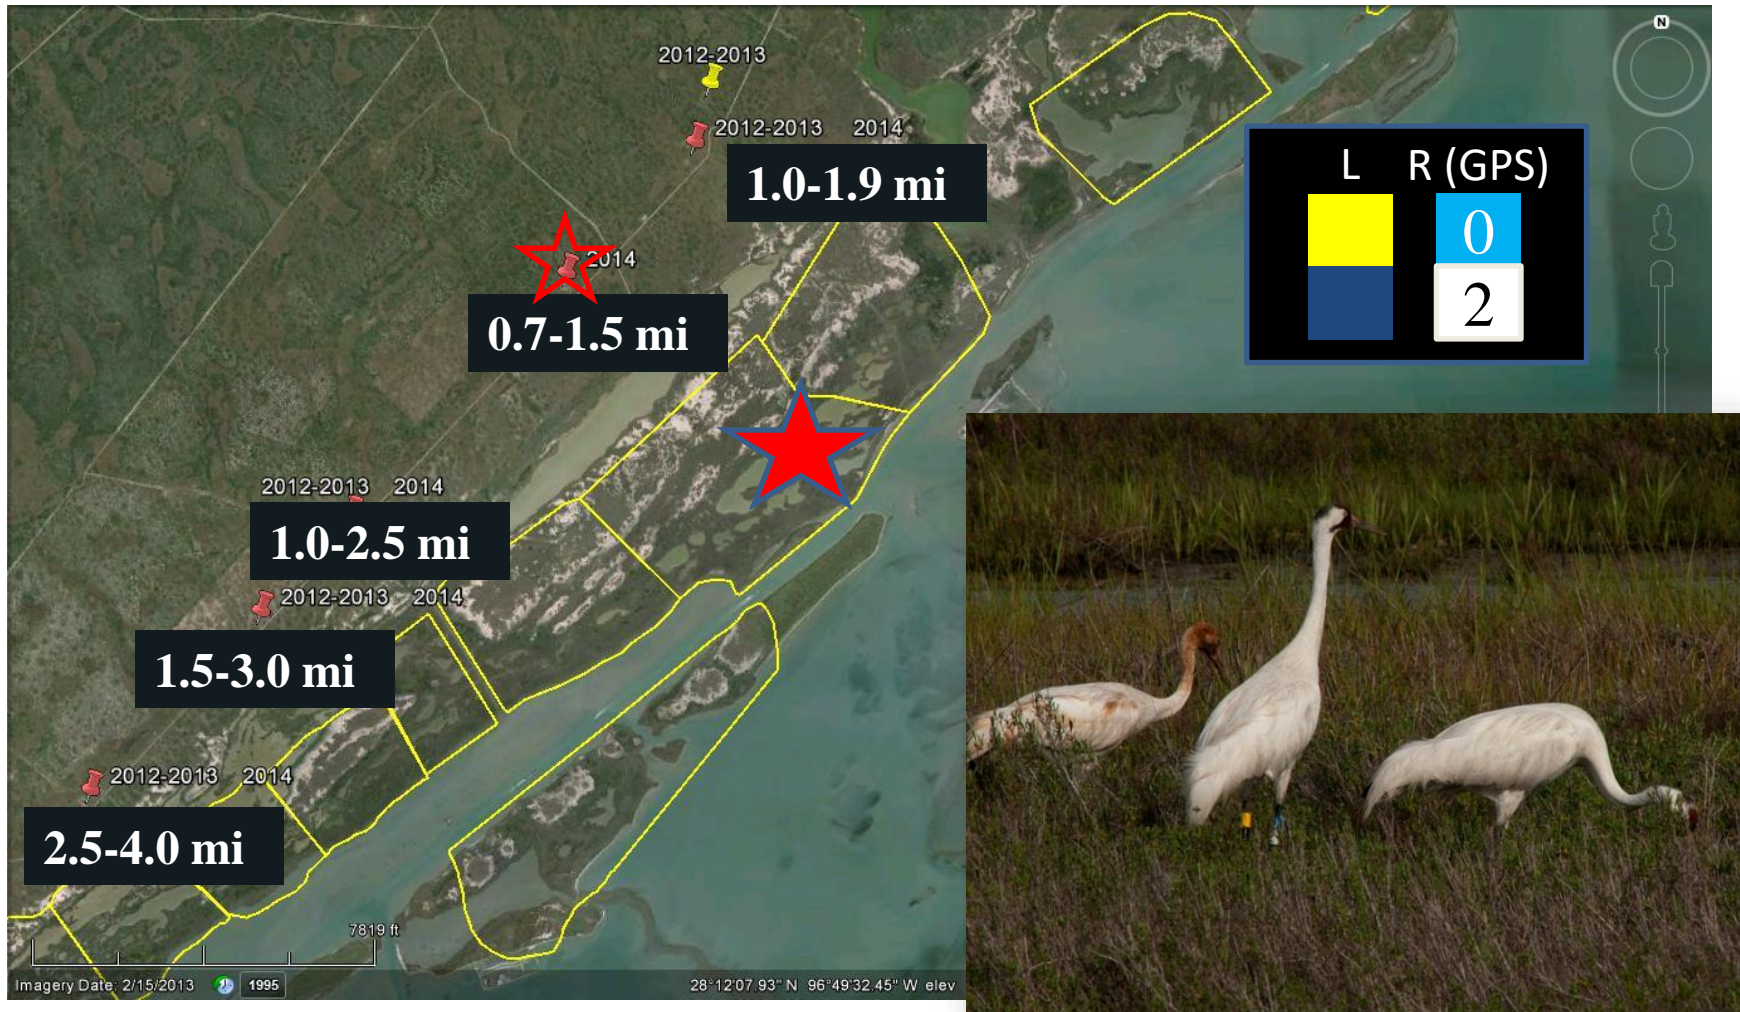 N
2012-2013
2012-2013 2014
1.0-1.9 mi
L R (GPS)
0
2
2014
0.7-1.5 mi
2012-2013 2014
1.0-2.5 mi
2012-2013 2014
1.5-3.0 mi
2012-2013 2014
2.5-4.0 mi
7819 ft
Imagery Date: 2/15/2013 1995 28°12'07.93" N 96°49'32.45" W elev